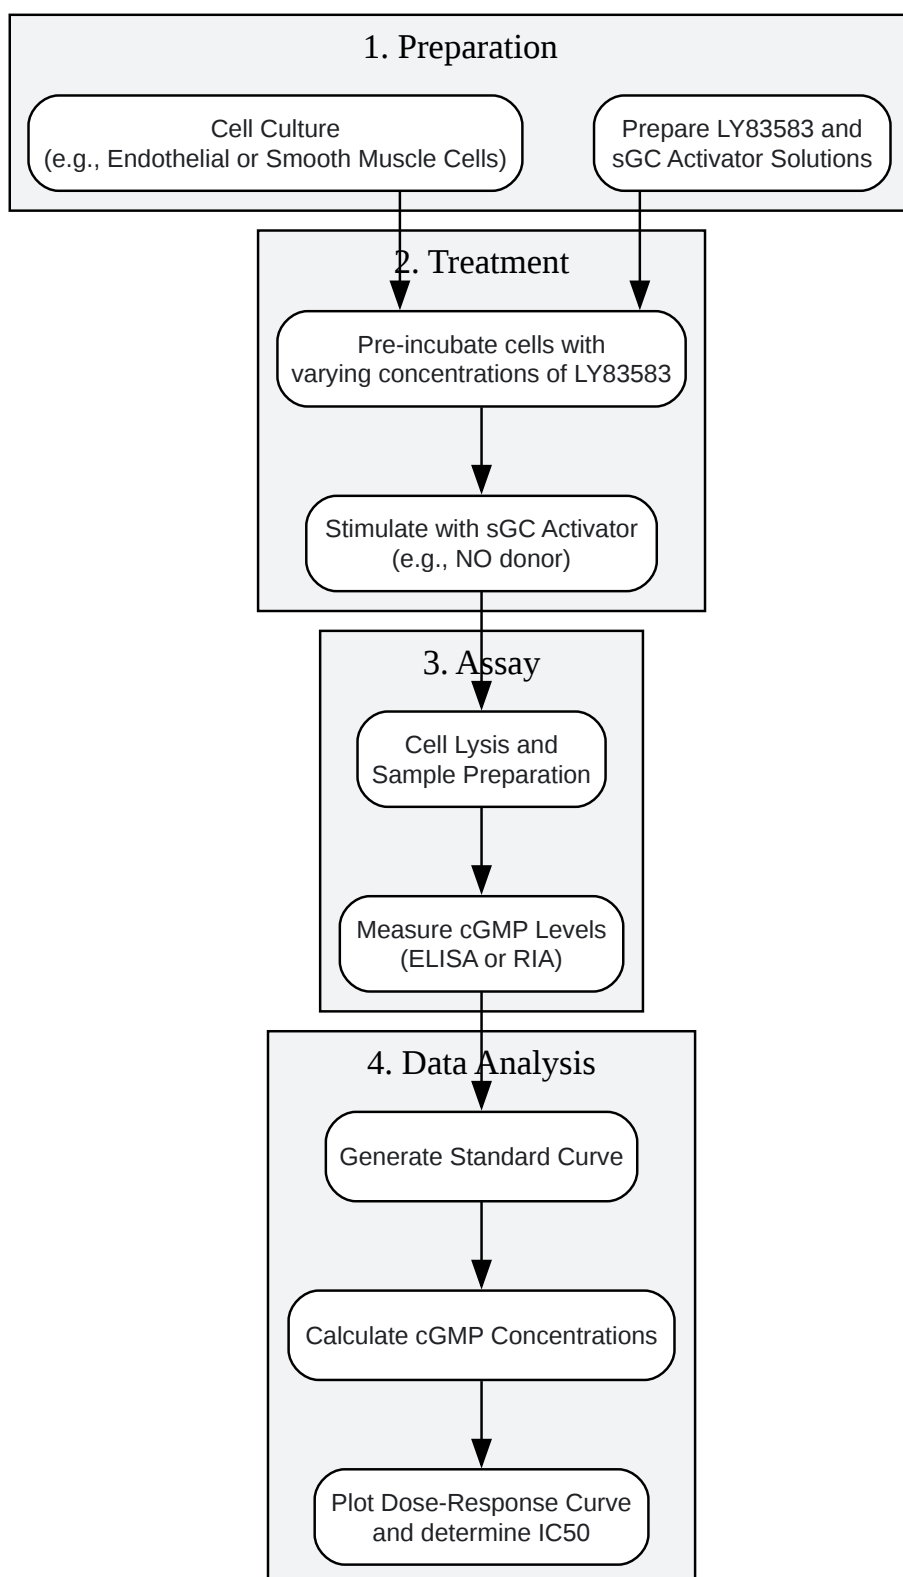 1. Preparation
Cell Culture
(e.g., Endothelial or Smooth Muscle Cells)
Prepare LY83583 and
sGC Activator Solutions
2. Treatment
Pre-incubate cells with
varying concentrations of LY83583
Stimulate with sGC Activator
(e.g., NO donor)
3. Assay
Cell Lysis and
Sample Preparation
Measure cGMP Levels
(ELISA or RIA)
4. Data Analysis
Generate Standard Curve
Calculate cGMP Concentrations
Plot Dose-Response Curve
and determine IC50